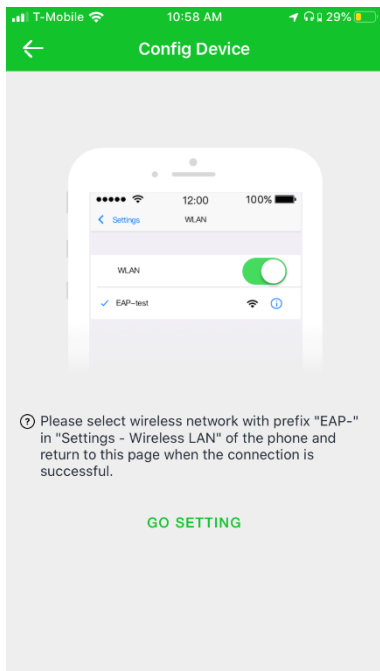 T-Mobile 10:58 AM 29%
Config Device
12:00 100%
Settings WLAN
WLAN
EAP-test
Please select wireless network with prefix "EAP-"
in "Settings - Wireless LAN" of the phone and
return to this page when the connection is
successful.
GO SETTING